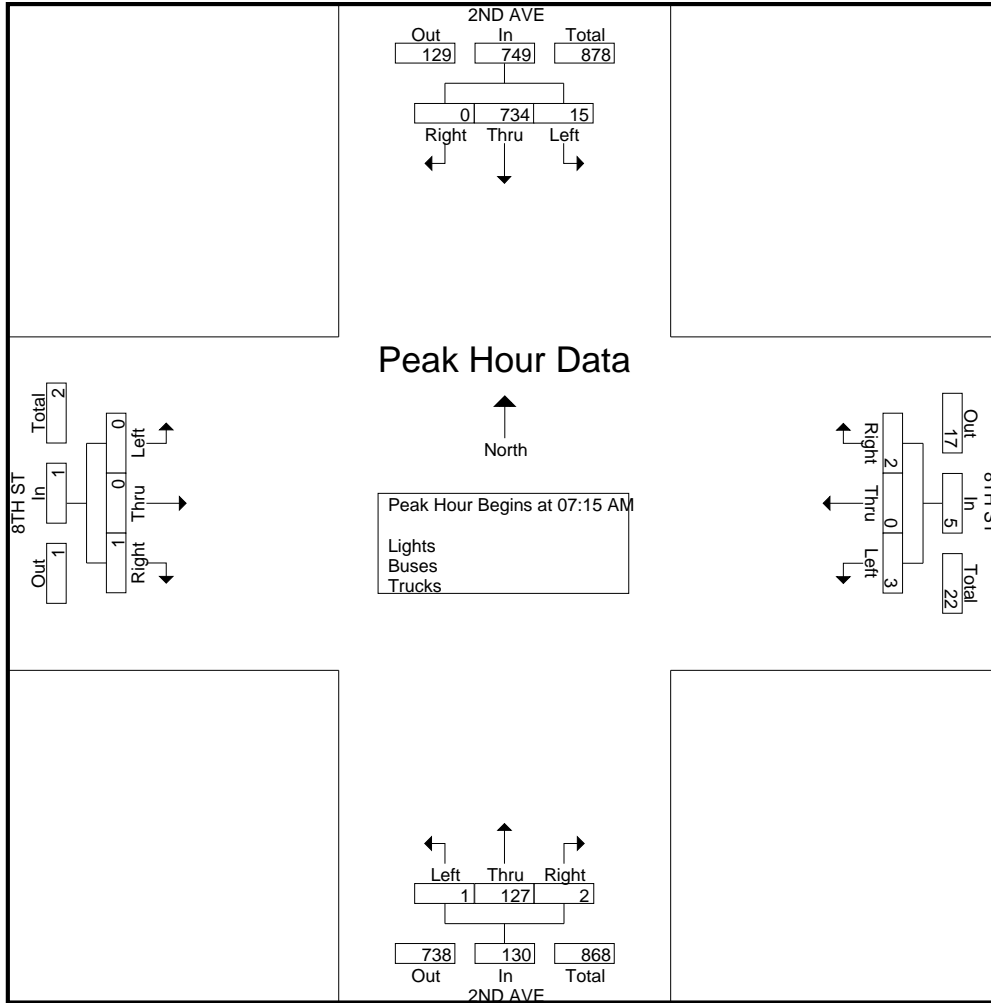 2ND AVE
Out In Total
129 749 878
0 734 15
Right Thru Left
Peak Hour Data
North
Peak Hour Begins at 07:15 AM
Lights
Buses
Trucks
8TH ST
Total In Out
2 1 1
0 0 1
Left Thru Right
8TH ST
Out In Total
17 5 22
2 0 3
Right Thru Left
Left Thru Right
1 127 2
738 130 868
Out In Total
2ND AVE